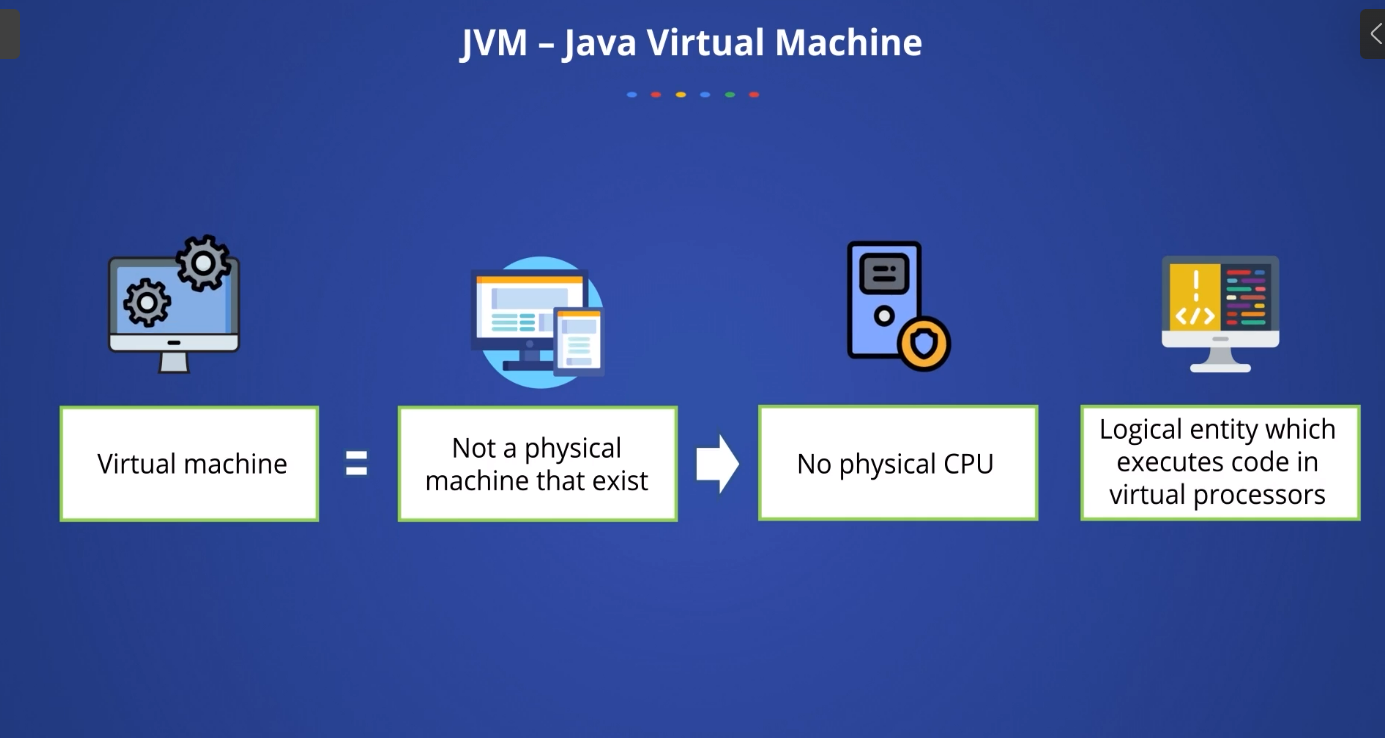 JVM – Java Virtual Machine
Virtual machine
=
Not a physical
machine that exist
No physical CPU
Logical entity which
executes code in
virtual processors